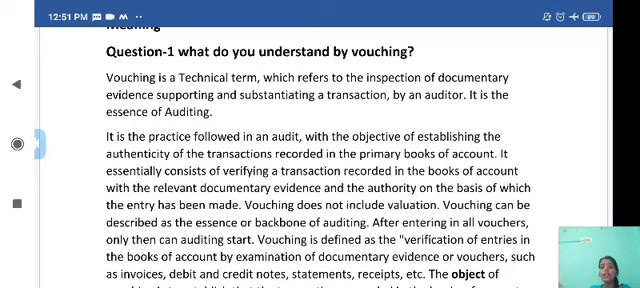 12:51 PM
Meaning
Question-1 what do you understand by vouching?
Vouching is a Technical term, which refers to the inspection of documentary
evidence supporting and substantiating a transaction, by an auditor. It is the
essence of Auditing.
It is the practice followed in an audit, with the objective of establishing the
authenticity of the transactions recorded in the primary books of account. It
essentially consists of verifying a transaction recorded in the books of account
with the relevant documentary evidence and the authority on the basis of which
the entry has been made. Vouching does not include valuation. Vouching can be
described as the essence or backbone of auditing. After entering in all vouchers,
only then can auditing start. Vouching is defined as the "verification of entries in
the books of account by examination of documentary evidence or vouchers, such
as invoices, debit and credit notes, statements, receipts, etc. The object of